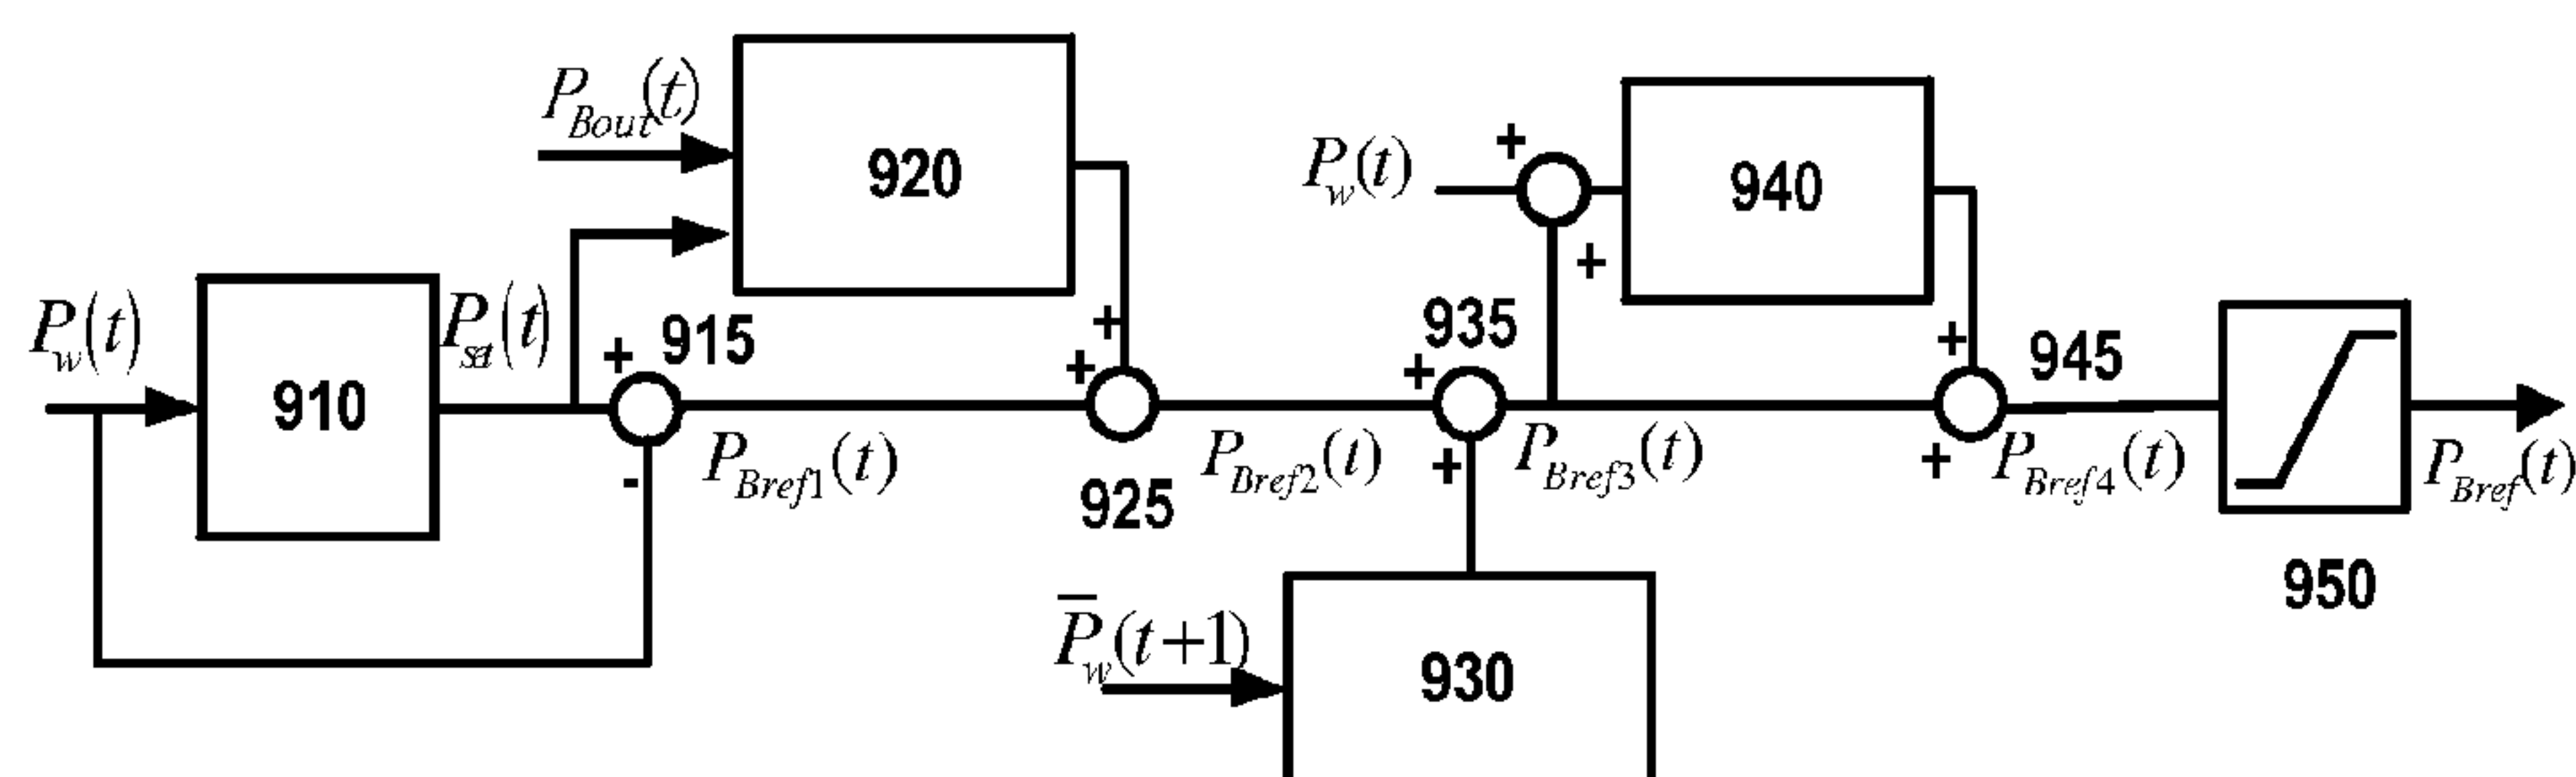 P_Bout(t)
920
+
P_w(t)
940
+
P_w(t)
910
P_set(t)
+
915
+
+
935
+
+
945
-
P_Bref1(t)
925
P_Bref2(t)
+
P_Bref3(t)
+
P_Bref4(t)
P_Bref(t)
950
P̅_w(t+1)
930